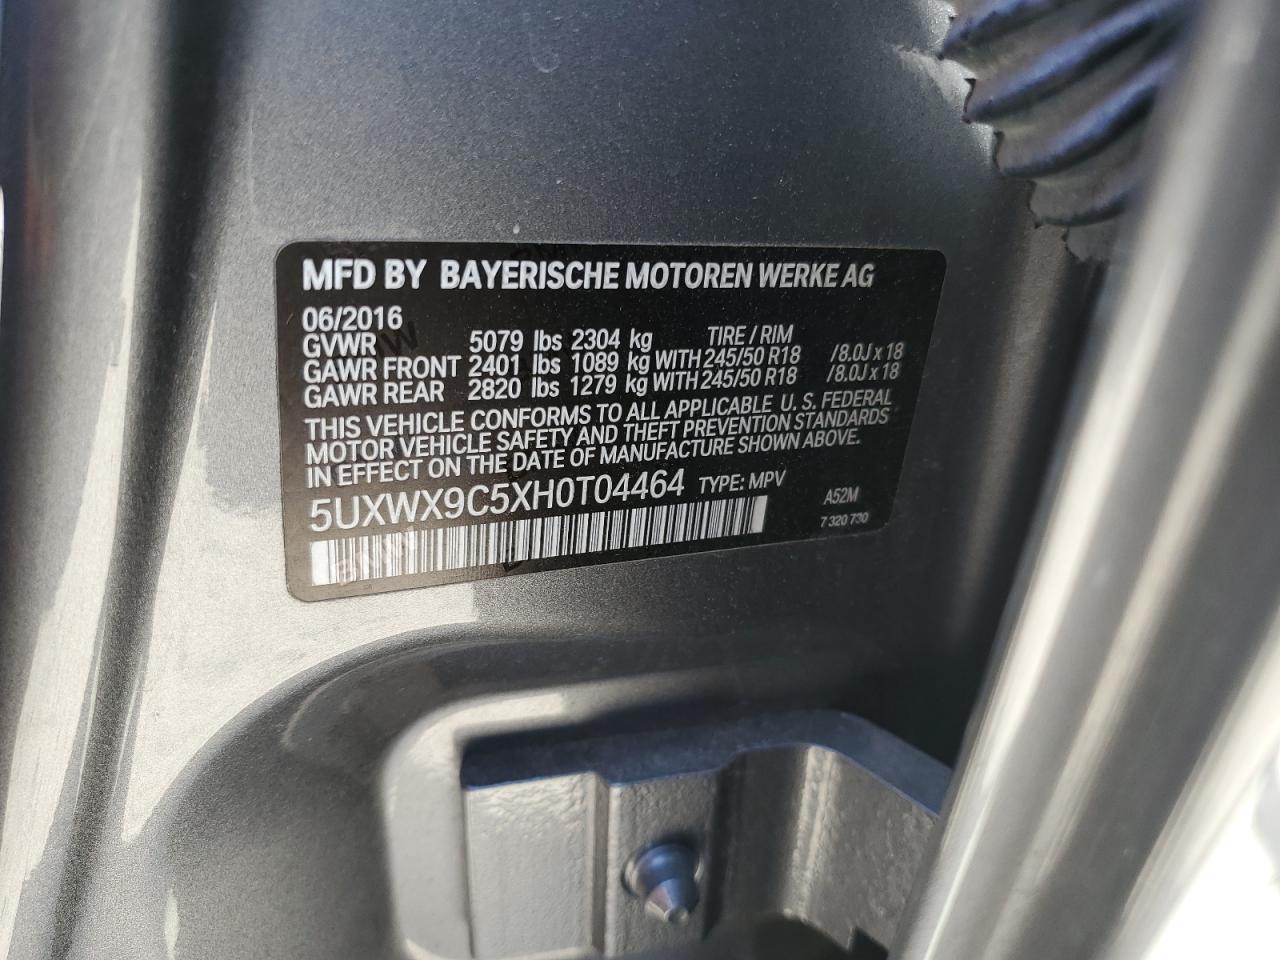 MFD BY BAYERISCHE MOTOREN WERKE AG
06/2016
GVWR 5079 lbs 2304 kg TIRE / RIM
GAWR FRONT 2401 lbs 1089 kg WITH 245/50 R18 /8.0J x 18
GAWR REAR 2820 lbs 1279 kg WITH 245/50 R18 /8.0J x 18
THIS VEHICLE CONFORMS TO ALL APPLICABLE U. S. FEDERAL
MOTOR VEHICLE SAFETY AND THEFT PREVENTION STANDARDS
IN EFFECT ON THE DATE OF MANUFACTURE SHOWN ABOVE.
5UXWX9C5XH0T04464 TYPE: MPV A52M
7 320 730